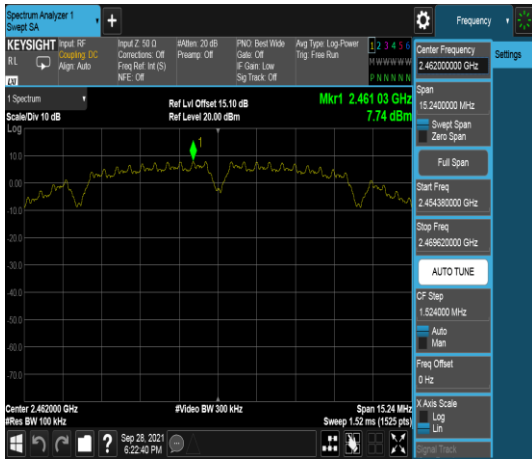 Spectrum Analyzer 1
Swept SA
+
Frequency
KEYSIGHT
RL
LXI
Input: RF
Coupling: DC
Align: Auto
Input Z: 50 Ω
Corrections: Off
Freq Ref: Int (S)
NFE: Off
#Atten: 20 dB
Preamp: Off
PNO: Best Wide
Gate: Off
IF Gain: Low
Sig Track: Off
Avg Type: Log-Power
Trig: Free Run
1 2 3 4 5 6
M W W W W W
P N N N N N
1 Spectrum
Scale/Div 10 dB
Ref Lvl Offset 15.10 dB
Ref Level 20.00 dBm
Mkr1 2.461 03 GHz
7.74 dBm
Log
1
10.0
0.00
-10.0
-20.0
-30.0
-40.0
-50.0
-60.0
-70.0
Center 2.462000 GHz
#Res BW 100 kHz
#Video BW 300 kHz
Span 15.24 MHz
Sweep 1.52 ms (1525 pts)
?
Sep 28, 2021
6:22:40 PM
Center Frequency
2.462000000 GHz
Settings
Span
15.2400000 MHz
Swept Span
Zero Span
Full Span
Start Freq
2.454380000 GHz
Stop Freq
2.469620000 GHz
AUTO TUNE
CF Step
1.524000 MHz
Auto
Man
Freq Offset
0 Hz
X Axis Scale
Log
Lin
Signal Track